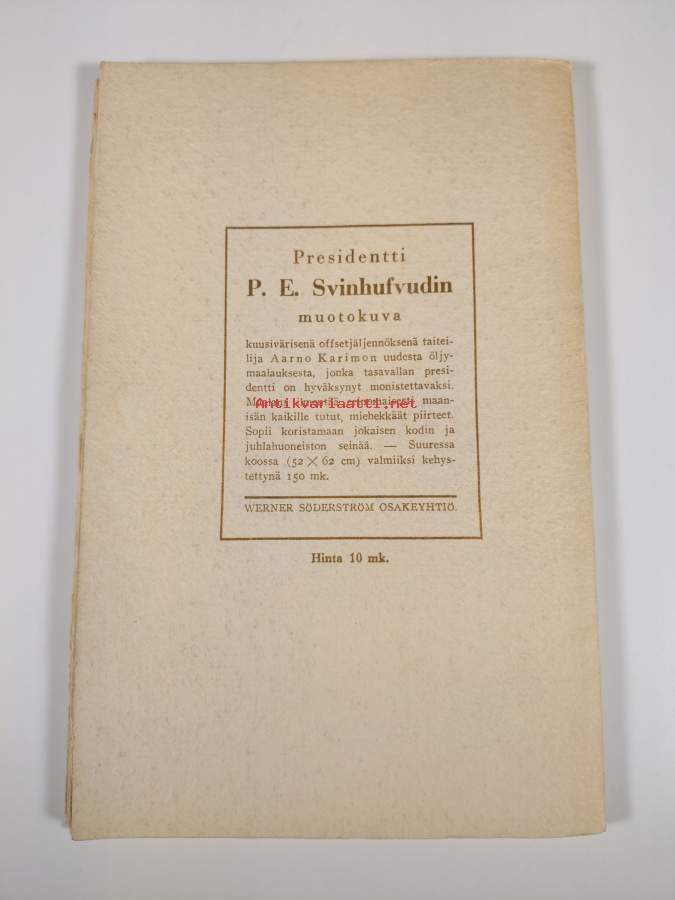 Presidentti
P. E. Svinhufvudin
muotokuva
kuusivärisenä offsetjäljennöksenä taitei-
lija Aarno Karimon uudesta öljy-
maalauksesta, jonka tasavallan presi-
dentti on hyväksynyt monistettavaksi.
maan-
Antikvariaatti.net
isän kaikille tutut, miehekkäät piirteet.
Sopii koristamaan jokaisen kodin ja
juhlahuoneiston seinää. — Suuressa
koossa (52 × 62 cm) valmiiksi kehys-
tettynä 150 mk.
WERNER SÖDERSTRÖM OSAKEYHTIÖ.
Hinta 10 mk.